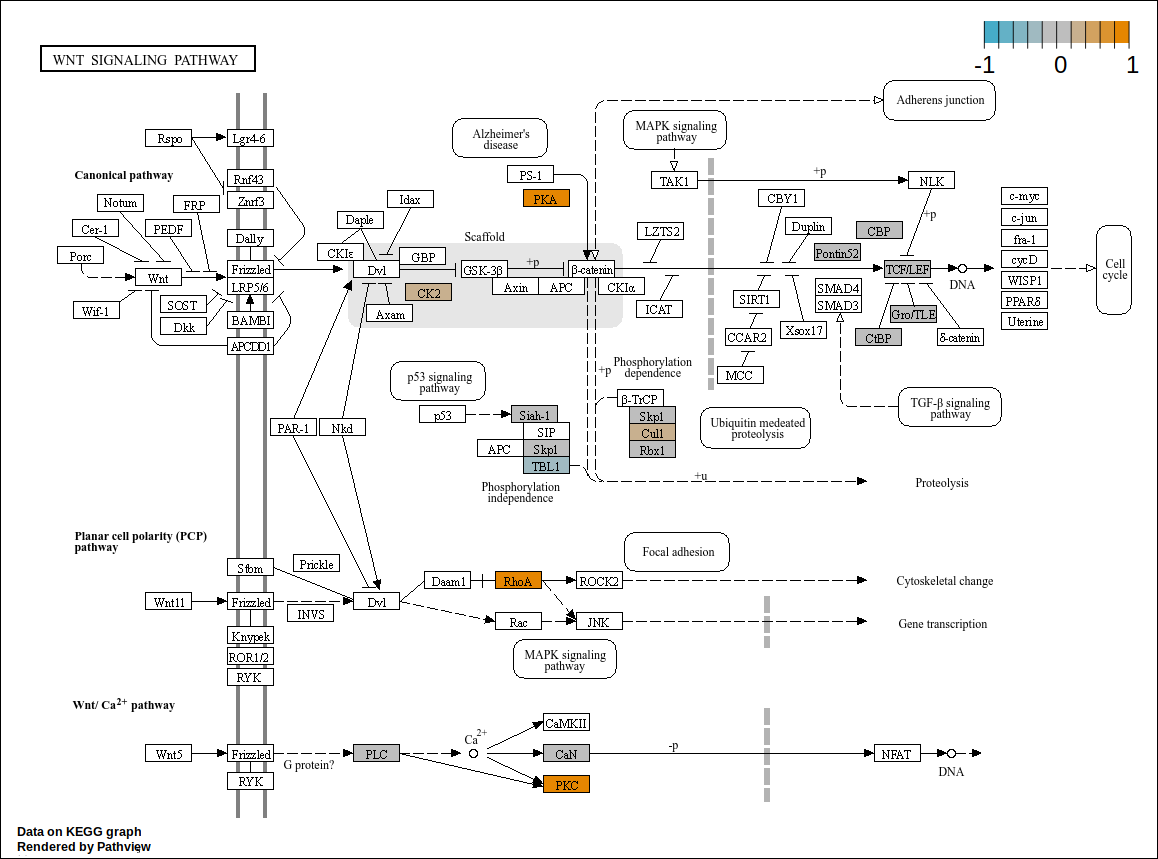 WNT SIGNALING PATHWAY
-1 0 1
Adherens junction
Alzheimer's
disease
MAPK signaling
pathway
Rspo
Lgr4-6
Canonical pathway
Rnf43
Znrf3
PS-1
PKA
TAK1
+p
NLK
Notum
FRP
Cer-1
PEDF
Dally
Idax
Daple
Scaffold
CKIε
GBP
LZTS2
CBY1
Duplin
CBP
+p
Pontin52
c-myc
c-jun
fra-1
cycD
WISP1
PPARδ
Uterine
Cell
cycle
Porc
Wnt
Frizzled
LRP5/6
Dvl
GSK-3β
+p
β-catenin
Axin
APC
CKIα
CK2
Axam
TCF/LEF
DNA
Wif-1
SOST
Dkk
BAMBI
APCDD1
ICAT
SIRT1
CCAR2
MCC
Xsox17
SMAD4
SMAD3
Gro/TLE
CtBP
δ-catenin
p53 signaling
pathway
+p
Phosphorylation
dependence
TGF-β signaling
pathway
p53
Siah-1
SIP
APC
Skp1
TBL1
β-TrCP
Skp1
Cul1
Rbx1
Ubiquitin medeated
proteolysis
PAR-1
Nkd
Phosphorylation
independence
+u
Proteolysis
Planar cell polarity (PCP)
pathway
Focal adhesion
Stbm
Prickle
Daam1
RhoA
ROCK2
Cytoskeletal change
Wnt11
Frizzled
INVS
Dvl
Rac
JNK
Gene transcription
Knypek
ROR1/2
RYK
MAPK signaling
pathway
Wnt/ Ca2+ pathway
CaMKII
Ca2+
Wnt5
Frizzled
G protein?
PLC
CaN
-p
NFAT
DNA
RYK
PKC
Data on KEGG graph
Rendered by Pathview